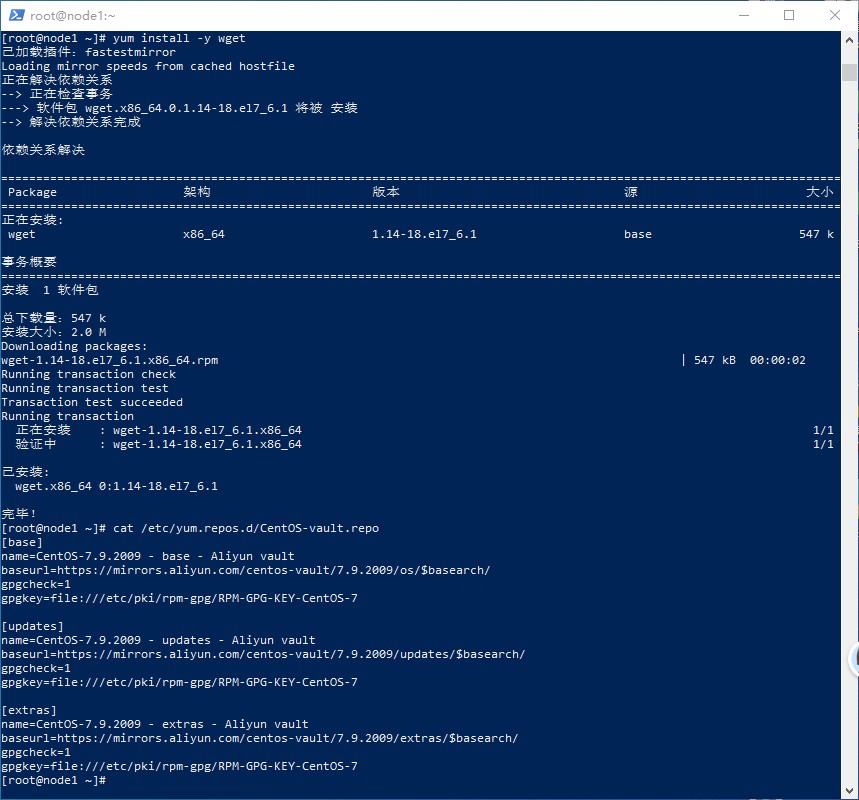 root@node1:~
[root@node1 ~]# yum install -y wget
已加载插件：fastestmirror
Loading mirror speeds from cached hostfile
正在解决依赖关系
--> 正在检查事务
---> 软件包 wget.x86_64.0.1.14-18.el7_6.1 将被 安装
--> 解决依赖关系完成
依赖关系解决
================================================================================
Package 架构 版本 源 大小
================================================================================
正在安装:
wget x86_64 1.14-18.el7_6.1 base 547 k
事务概要
================================================================================
安装 1 软件包
总下载量：547 k
安装大小：2.0 M
Downloading packages:
wget-1.14-18.el7_6.1.x86_64.rpm | 547 kB 00:00:02
Running transaction check
Running transaction test
Transaction test succeeded
Running transaction
正在安装 : wget-1.14-18.el7_6.1.x86_64 1/1
验证中 : wget-1.14-18.el7_6.1.x86_64 1/1
已安装:
wget.x86_64 0:1.14-18.el7_6.1
完毕！
[root@node1 ~]# cat /etc/yum.repos.d/CentOS-vault.repo
[base]
name=CentOS-7.9.2009 - base - Aliyun vault
baseurl=https://mirrors.aliyun.com/centos-vault/7.9.2009/os/$basearch/
gpgcheck=1
gpgkey=file:///etc/pki/rpm-gpg/RPM-GPG-KEY-CentOS-7
[updates]
name=CentOS-7.9.2009 - updates - Aliyun vault
baseurl=https://mirrors.aliyun.com/centos-vault/7.9.2009/updates/$basearch/
gpgcheck=1
gpgkey=file:///etc/pki/rpm-gpg/RPM-GPG-KEY-CentOS-7
[extras]
name=CentOS-7.9.2009 - extras - Aliyun vault
baseurl=https://mirrors.aliyun.com/centos-vault/7.9.2009/extras/$basearch/
gpgcheck=1
gpgkey=file:///etc/pki/rpm-gpg/RPM-GPG-KEY-CentOS-7
[root@node1 ~]#